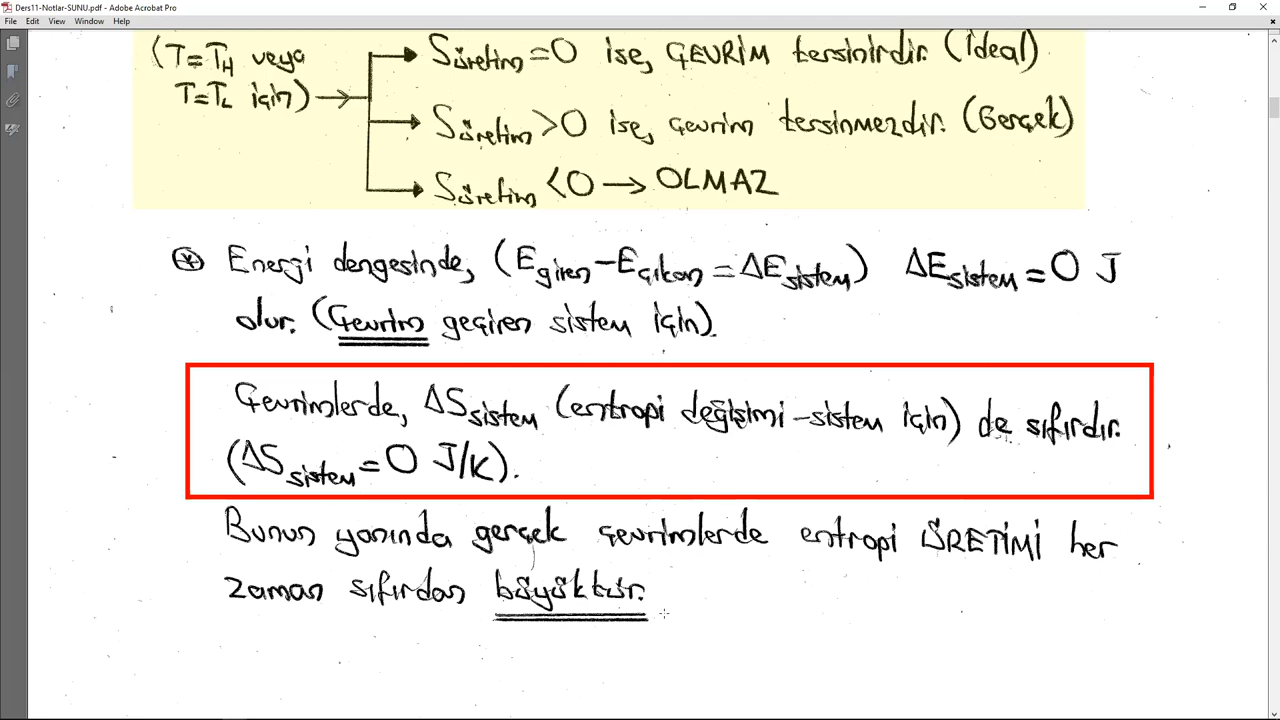 Ders11-Notlar-SUNU.pdf - Adobe Acrobat Pro
File Edit View Window Help
(T=T_H veya
T=T_L için)
Süretim=0 ise, ÇEVRİM tersinirdir. (İdeal)
Süretim>0 ise, çevrim tersinmezdir. (Gerçek)
Süretim <0 → OLMAZ
Enerji dengesinde, (Egiren-Eçıkan=ΔEsistem) ΔEsistem=0 J
olur. (Çevrim geçiren sistem için).
Çevrimlerde, ΔSsistem (entropi değişimi-sistem için) de sıfırdır.
(ΔSsistem=0 J/K).
Bunun yanında gerçek çevrimlerde entropi ÜRETİMİ her
zaman sıfırdan büyüktür.